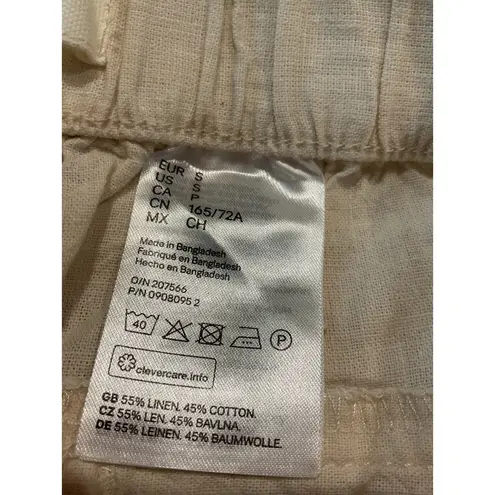 EUR S
US S
CA P
CN 165/72A
MX CH
Made in Bangladesh
Fabriqué en Bangladesh
Hecho en Bangladesh
O/N 207566
P/N 0908095 2
40 P
clevercare.info
GB 55% LINEN. 45% COTTON.
CZ 55% LEN. 45% BAVLNA.
DE 55% LEINEN. 45% BAUMWOLLE.